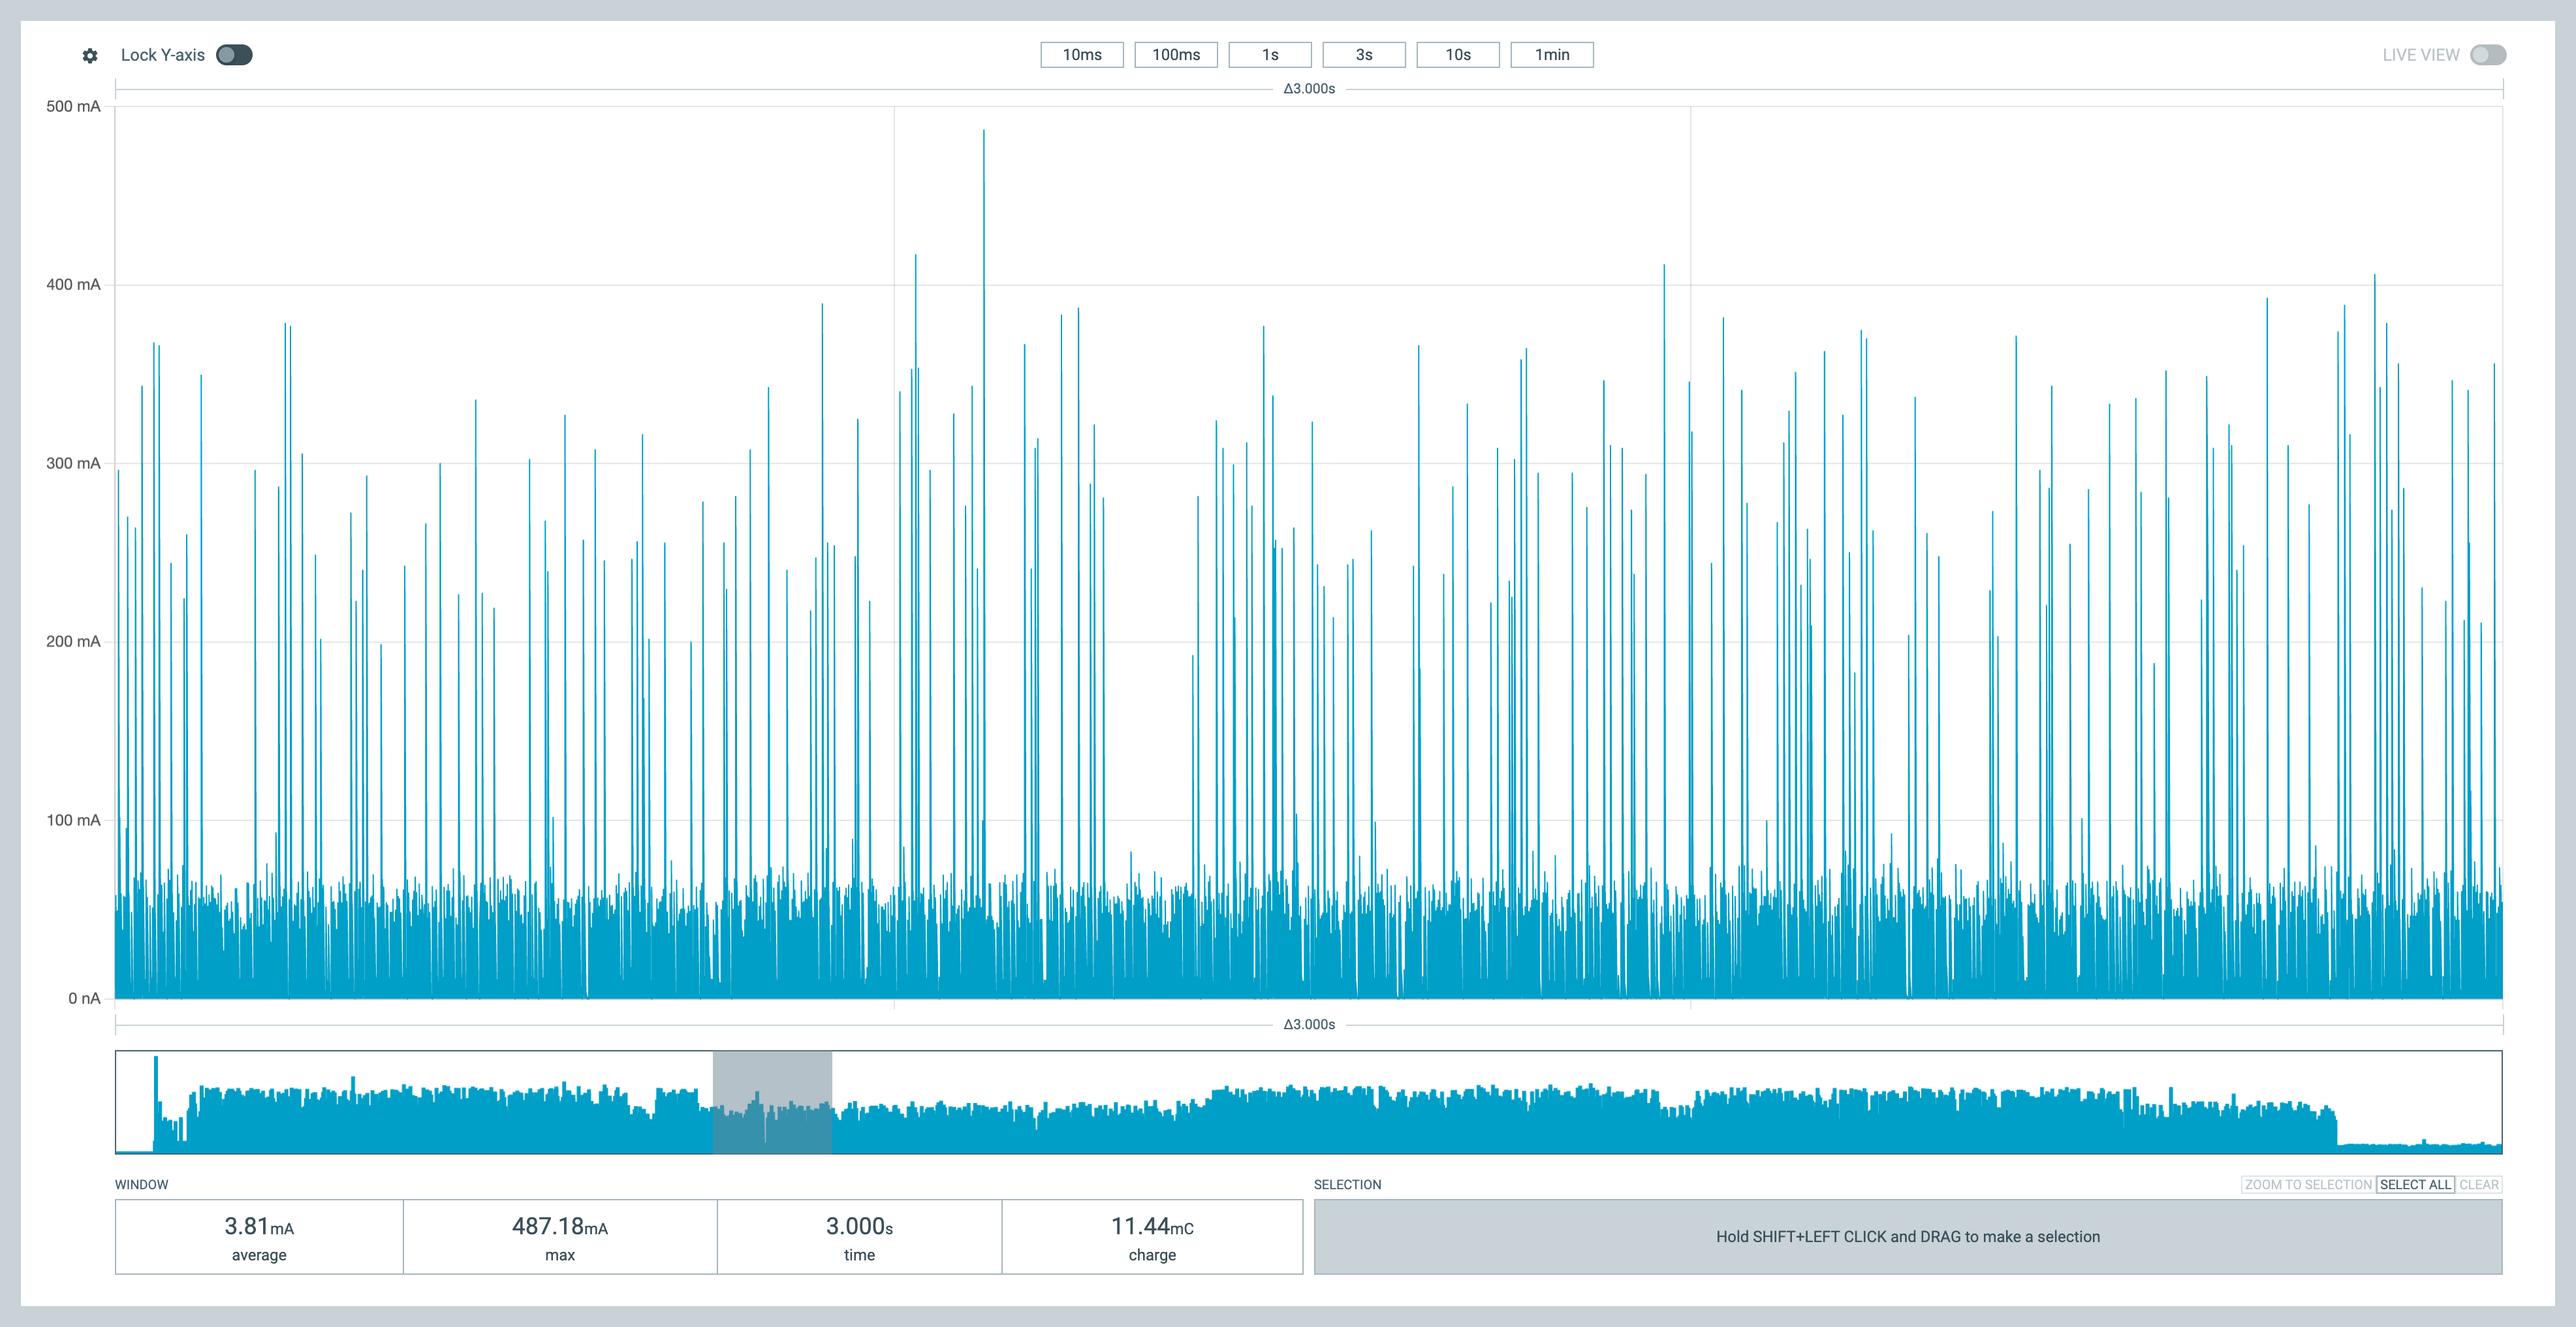 Lock Y-axis
10ms 100ms 1s 3s 10s 1min
LIVE VIEW
Δ3.000s
500 mA
400 mA
300 mA
200 mA
100 mA
0 nA
Δ3.000s
WINDOW
3.81mA
average
487.18mA
max
3.000s
time
11.44mC
charge
SELECTION
ZOOM TO SELECTION SELECT ALL CLEAR
Hold SHIFT+LEFT CLICK and DRAG to make a selection